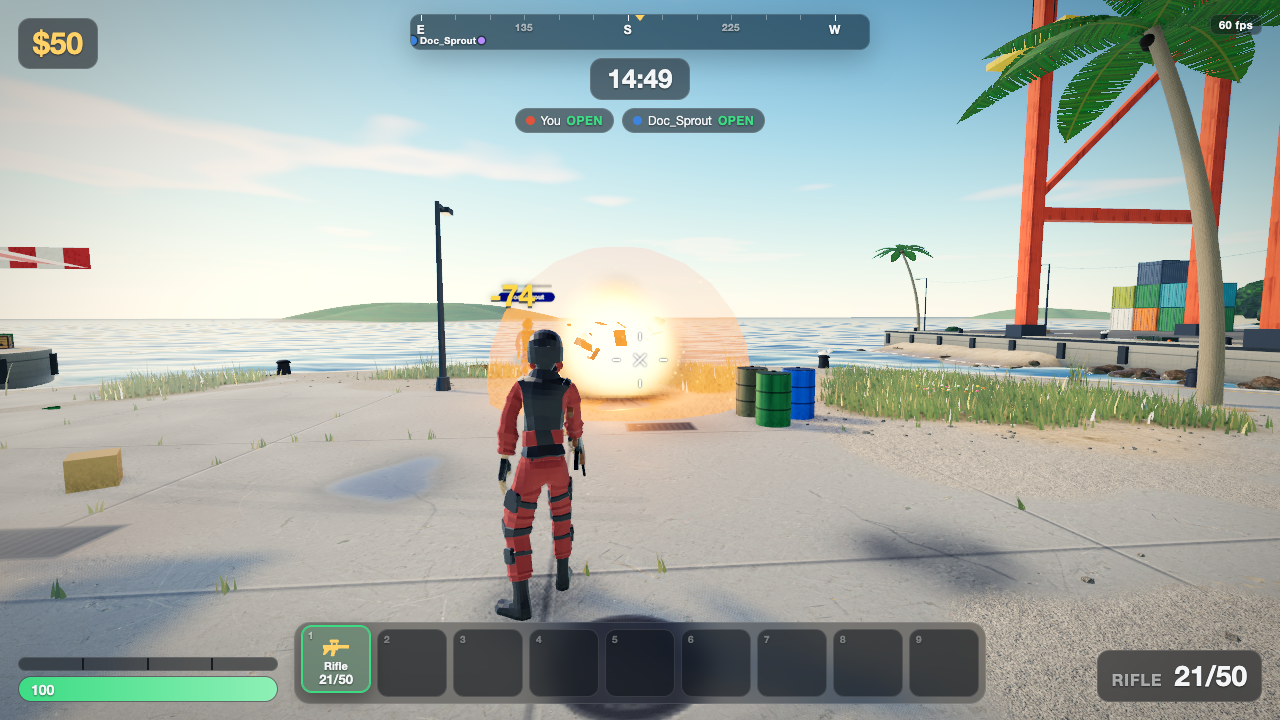 $50
E 135 S 225 W
Doc_Sprout
60 fps
14:49
You OPEN
Doc_Sprout OPEN
-74
1 2 3 4 5 6 7 8 9
Rifle
21/50
100
RIFLE 21/50